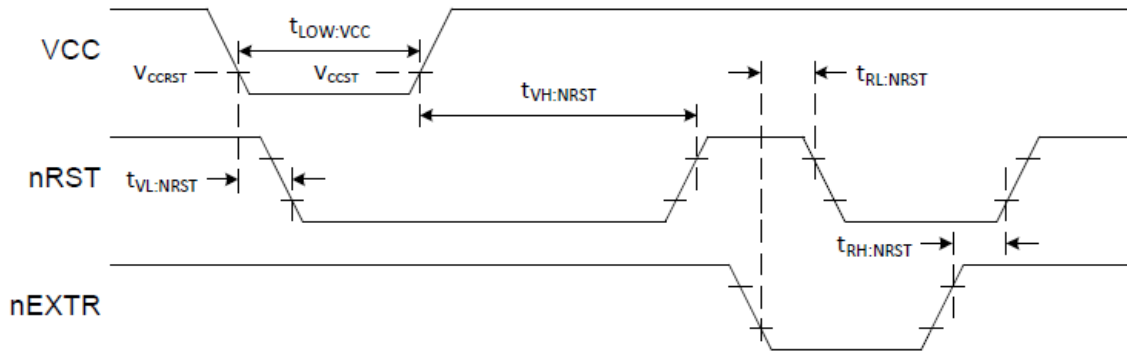 VCC
tLOW:VCC
VCCRST
VCCST
tVH:NRST
tRL:NRST
nRST
tVL:NRST
tRH:NRST
nEXTR